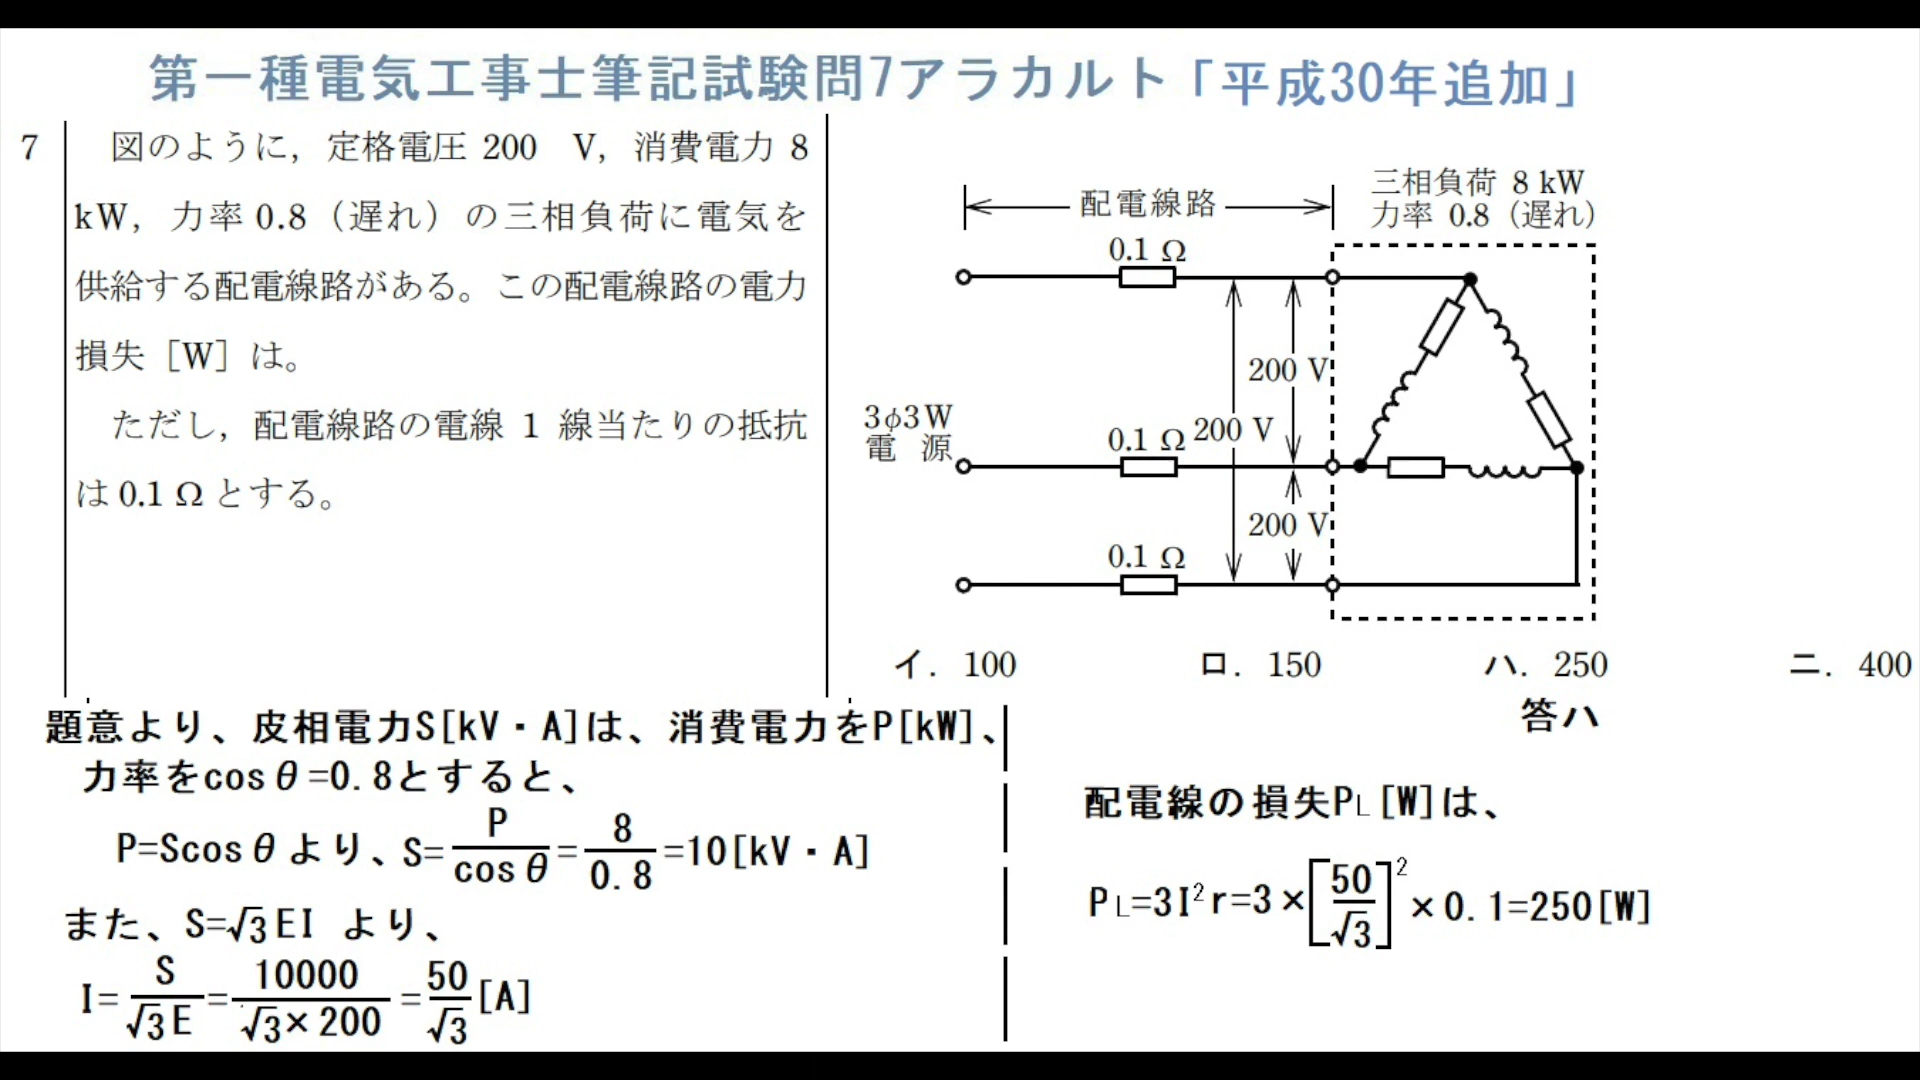 第一種電気工事士筆記試験問7アラカルト「平成30年追加」
7 図のように，定格電圧 200 V，消費電力 8
kW，力率 0.8（遅れ）の三相負荷に電気を
供給する配電線路がある。この配電線路の電力
損失［W］は。
ただし，配電線路の電線 1 線当たりの抵抗
は 0.1 Ω とする。
配電線路
三相負荷 8 kW
力率 0.8（遅れ）
0.1 Ω
200 V
3φ3W
電 源
0.1 Ω
200 V
200 V
0.1 Ω
イ．100 ロ．150 ハ．250 ニ．400
答ハ
題意より、皮相電力S[kV・A]は、消費電力をP[kW]、
力率をcosθ=0.8とすると、
P=Scosθより、S=P/cosθ=8/0.8=10[kV・A]
また、S=√3EI より、
I=S/√3E=10000/√3×200=50/√3[A]
配電線の損失PL[W]は、
PL=3I²r=3×[50/√3]²×0.1=250[W]